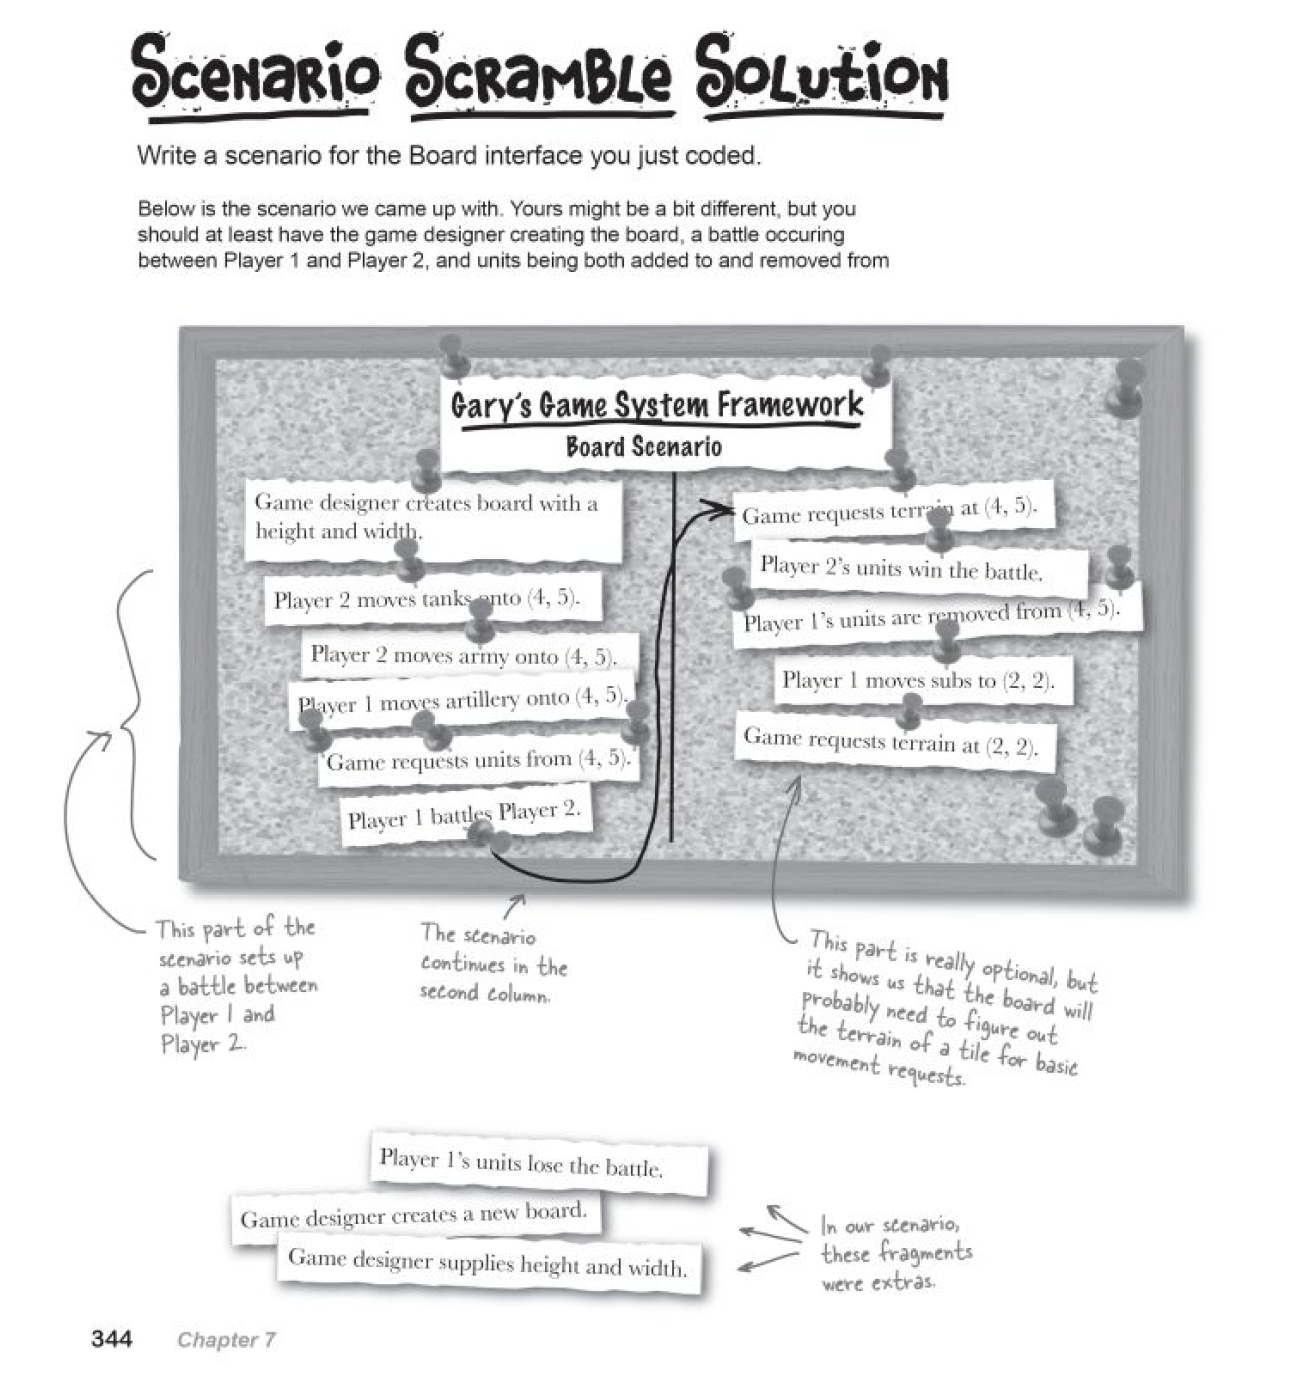 Scenario Scramble Solution
Write a scenario for the Board interface you just coded.
Below is the scenario we came up with. Yours might be a bit different, but you
should at least have the game designer creating the board, a battle occuring
between Player 1 and Player 2, and units being both added to and removed from
Gary's Game System Framework
Board Scenario
Game designer creates board with a
height and width.
Player 2 moves tanks onto (4, 5).
Player 2 moves army onto (4, 5).
Player 1 moves artillery onto (4, 5).
Game requests units from (4, 5).
Player 1 battles Player 2.
Game requests terrain at (4, 5).
Player 2's units win the battle.
Player 1's units are removed from (4, 5).
Player 1 moves subs to (2, 2).
Game requests terrain at (2, 2).
This part of the
scenario sets up
a battle between
Player 1 and
Player 2.
The scenario
continues in the
second column.
This part is really optional, but
it shows us that the board will
probably need to figure out
the terrain of a tile for basic
movement requests.
Player 1's units lose the battle.
Game designer creates a new board.
Game designer supplies height and width.
In our scenario,
these fragments
were extras.
344 Chapter 7